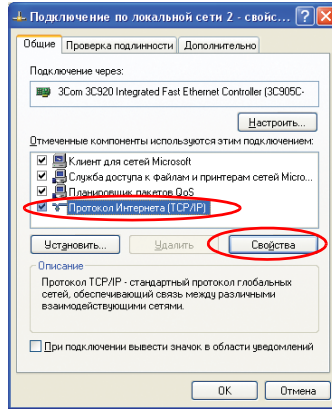 Подключение по локальной сети 2 - свойс...
Общие Проверка подлинности Дополнительно
Подключение через:
3Com 3C920 Integrated Fast Ethernet Controller (3C905C-
Настроить...
Отмеченные компоненты используются этим подключением:
Клиент для сетей Microsoft
Служба доступа к файлам и принтерам сетей Micro...
Планировщик пакетов QoS
Протокол Интернета (TCP/IP)
Установить... Удалить Свойства
Описание
Протокол TCP/IP - стандартный протокол глобальных
сетей, обеспечивающий связь между различными
взаимодействующими сетями.
При подключении вывести значок в области уведомлений
OK Отмена